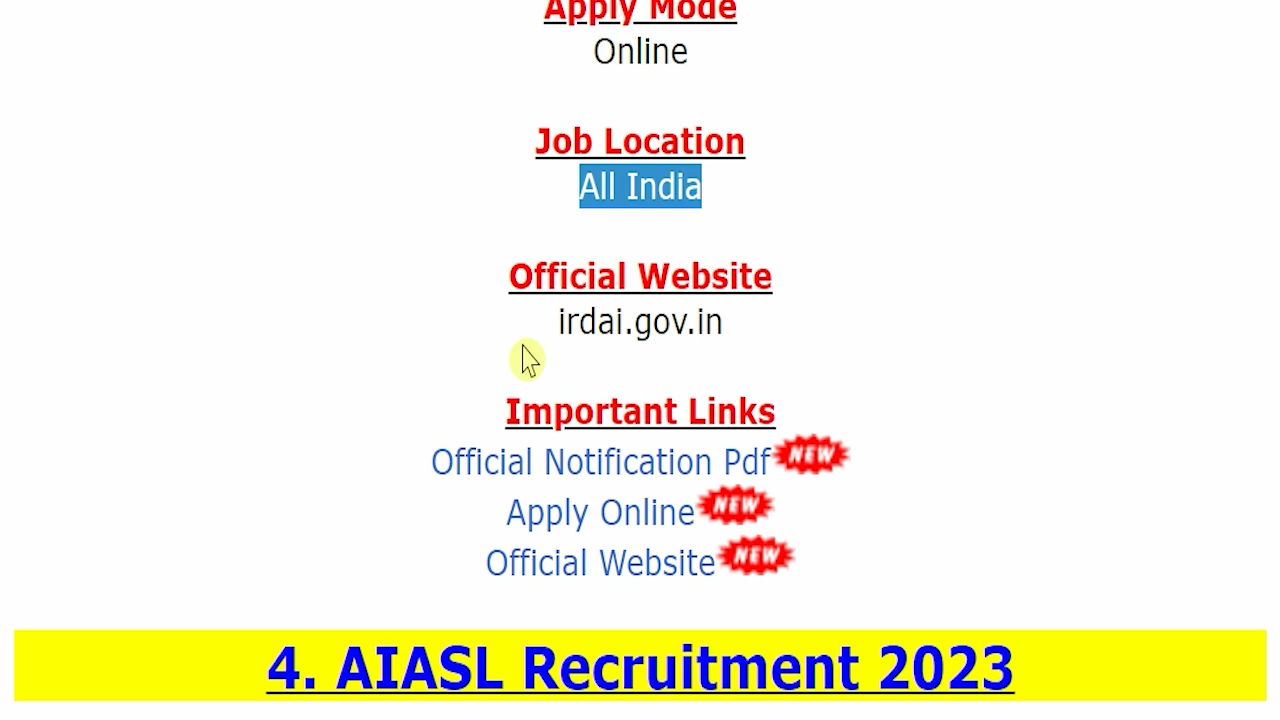 Apply Mode
Online
Job Location
All India
Official Website
irdai.gov.in
Important Links
Official Notification Pdf NEW
Apply Online NEW
Official Website NEW
4. AIASL Recruitment 2023